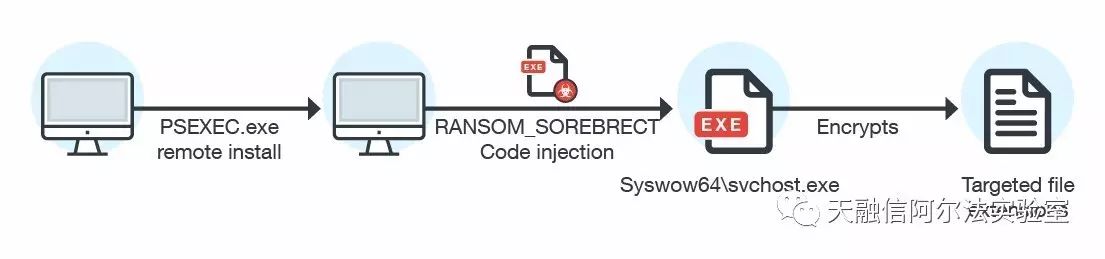 PSEXEC.exe
remote install
EXE
RANSOM_SOREBRECT
Code injection
EXE
Syswow64\svchost.exe
Encrypts
Targeted file
extensions
天融信阿尔法实验室